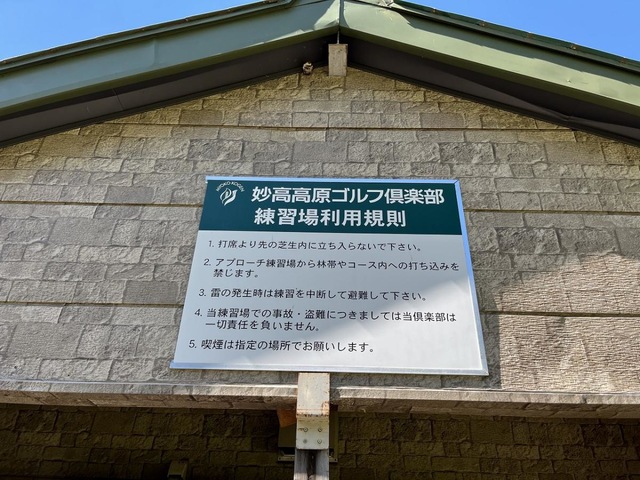 MYOKO KOGEN
妙高高原ゴルフ倶楽部
練習場利用規則
1. 打席より先の芝生内に立ち入らないで下さい。
2. アプローチ練習場から林帯やコース内への打ち込みを
禁じます。
3. 雷の発生時は練習を中断して避難して下さい。
4. 当練習場での事故・盗難につきましては当倶楽部は
一切責任を負いません。
5. 喫煙は指定の場所でお願いします。